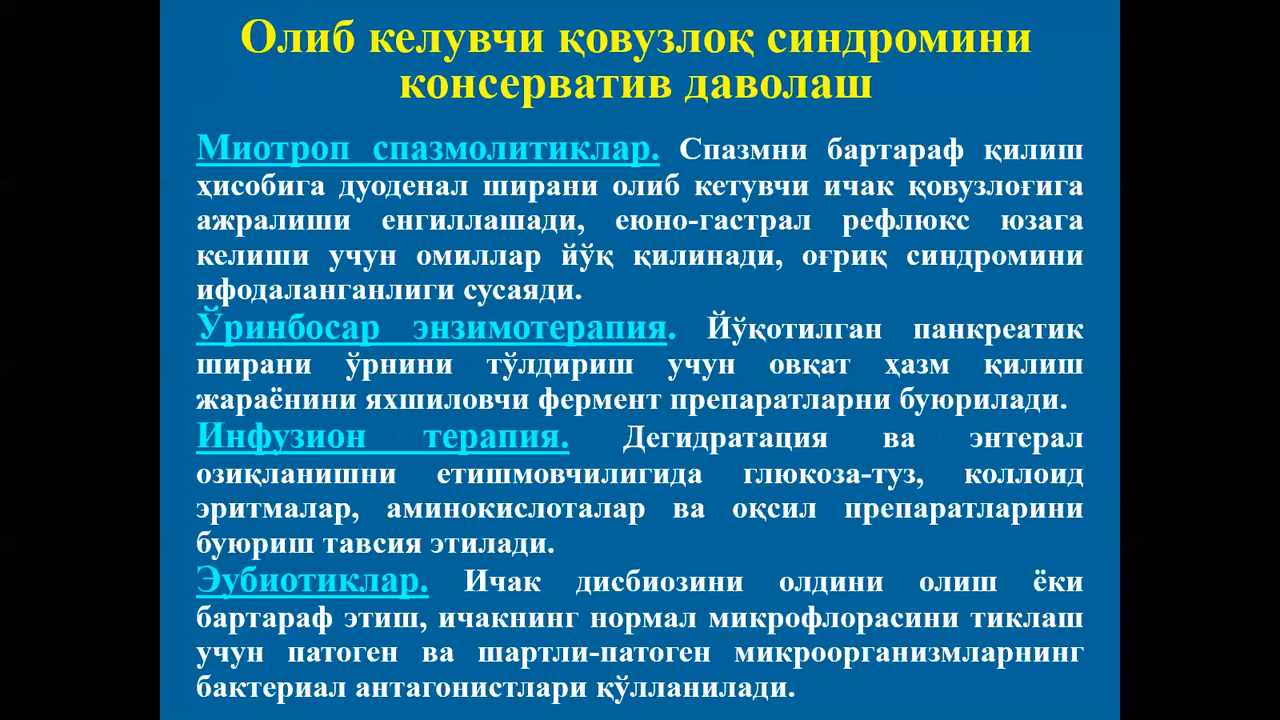 Олиб келувчи қовузлоқ синдромини
консерватив даволаш
Миотроп спазмолитиклар. Спазмни бартараф қилиш
ҳисобига дуоденал ширани олиб кетувчи ичак қовузлоғига
ажралиши енгиллашади, еюно-гастрал рефлюкс юзага
келиши учун омиллар йўқ қилинади, оғриқ синдромини
ифодаланганлиги сусаяди.
Ўринбосар энзимотерапия. Йўқотилган панкреатик
ширани ўрнини тўлдириш учун овқат ҳазм қилиш
жараёнини яхшиловчи фермент препаратларни буюрилади.
Инфузион терапия. Дегидратация ва энтерал
озиқланишни етишмовчилигида глюкоза-туз, коллоид
эритмалар, аминокислоталар ва оқсил препаратларини
буюриш тавсия этилади.
Эубиотиклар. Ичак дисбиозини олдини олиш ёки
бартараф этиш, ичакнинг нормал микрофлорасини тиклаш
учун патоген ва шартли-патоген микроорганизмларнинг
бактериал антагонистлари қўлланилади.